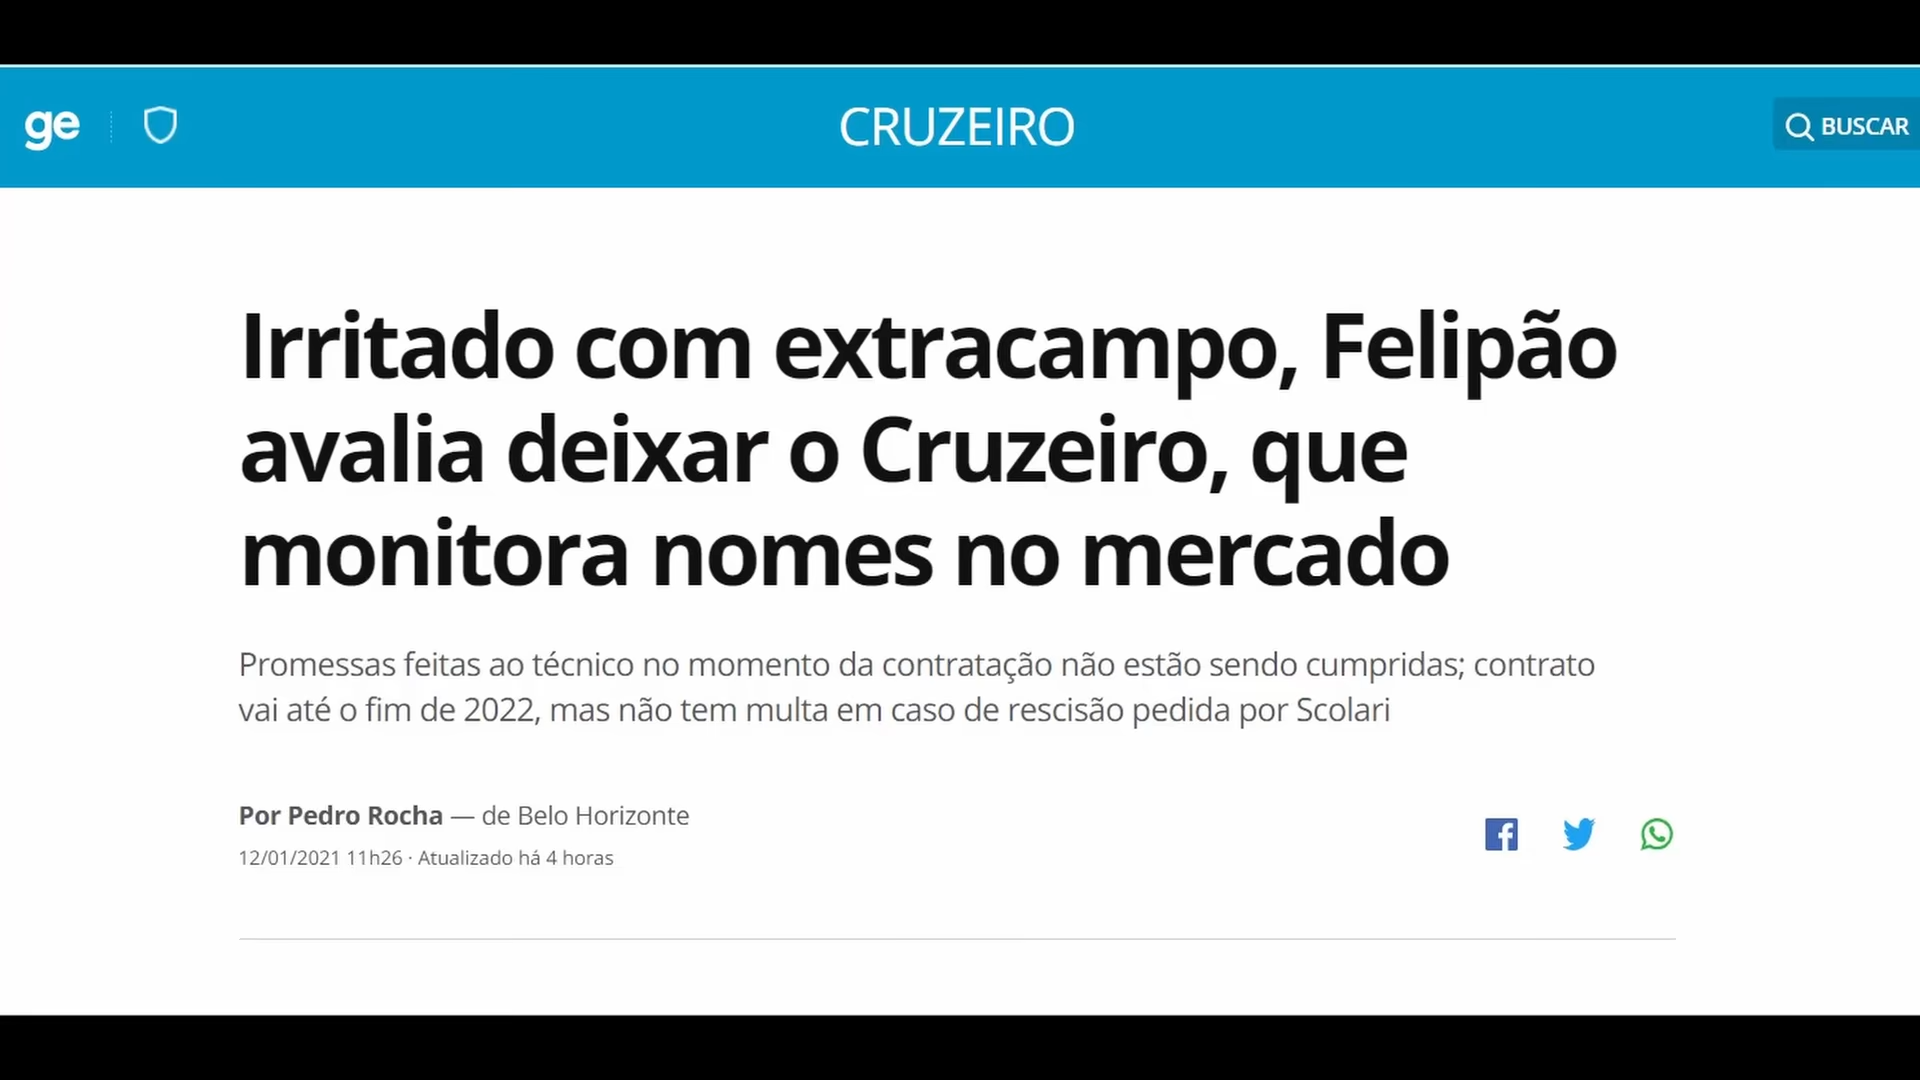 ge
CRUZEIRO
BUSCAR
Irritado com extracampo, Felipão
avalia deixar o Cruzeiro, que
monitora nomes no mercado
Promessas feitas ao técnico no momento da contratação não estão sendo cumpridas; contrato
vai até o fim de 2022, mas não tem multa em caso de rescisão pedida por Scolari
Por Pedro Rocha — de Belo Horizonte
12/01/2021 11h26 · Atualizado há 4 horas